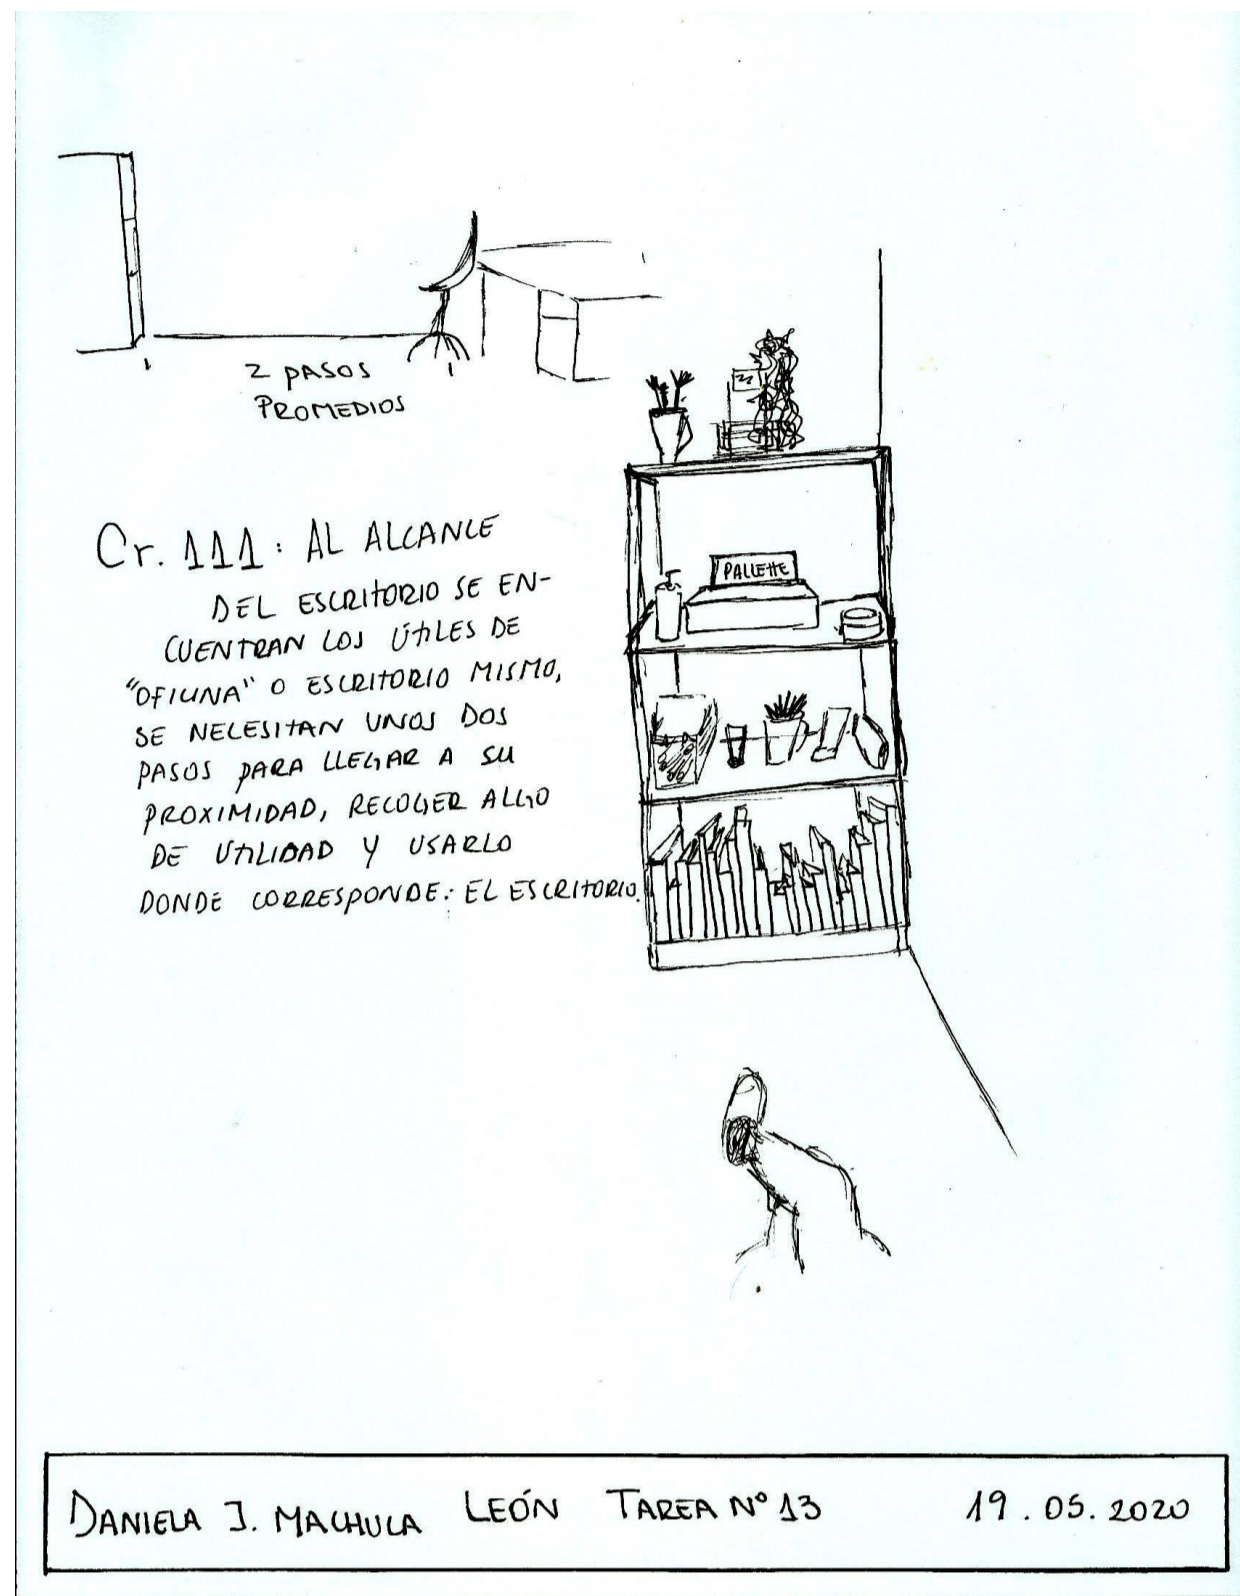 2 PASOS
PROMEDIOS
Cr. 111: AL ALCANCE
DEL ESCRITORIO SE EN-
CUENTRAN LOS ÚTILES DE
"OFICINA" O ESCRITORIO MISMO,
SE NECESITAN UNOS DOS
PASOS PARA LLEGAR A SU
PROXIMIDAD, RECOGER ALGO
DE UTILIDAD Y USARLO
DONDE CORRESPONDE: EL ESCRITORIO.
PALLETTE
DANIELA J. MACHUCA LEÓN TAREA Nº 13 19.05.2020